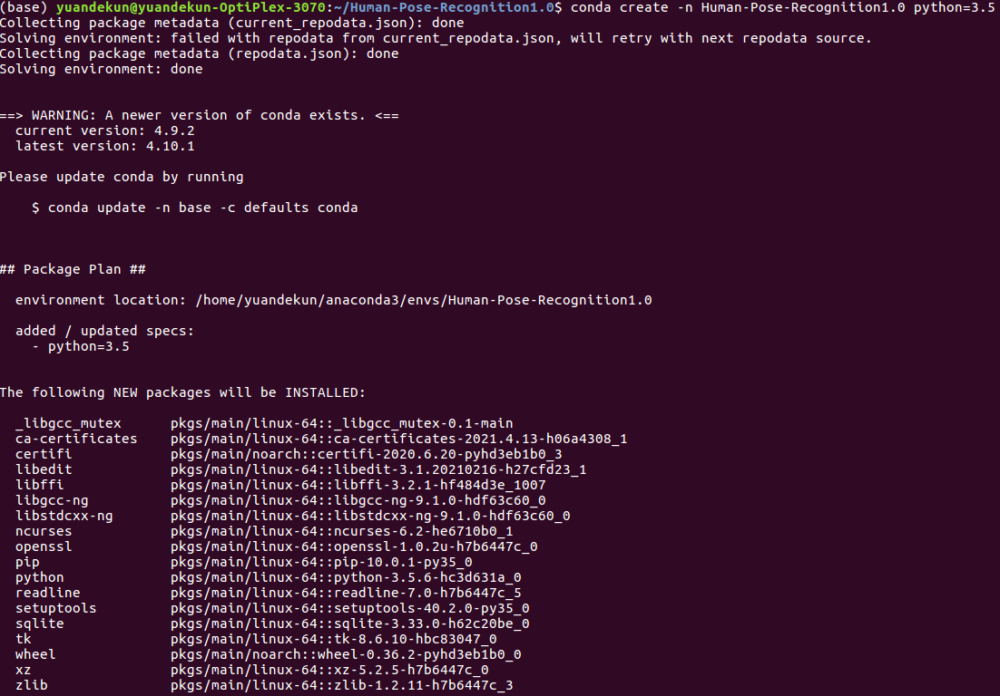 (base) yuandekun@yuandekun-OptiPlex-3070:~/Human-Pose-Recognition1.0$ conda create -n Human-Pose-Recognition1.0 python=3.5
Collecting package metadata (current_repodata.json): done
Solving environment: failed with repodata from current_repodata.json, will retry with next repodata source.
Collecting package metadata (repodata.json): done
Solving environment: done
==> WARNING: A newer version of conda exists. <==
  current version: 4.9.2
  latest version: 4.10.1
Please update conda by running
    $ conda update -n base -c defaults conda
## Package Plan ##
  environment location: /home/yuandekun/anaconda3/envs/Human-Pose-Recognition1.0
  added / updated specs:
    - python=3.5
The following NEW packages will be INSTALLED:
  _libgcc_mutex      pkgs/main/linux-64::_libgcc_mutex-0.1-main
  ca-certificates    pkgs/main/linux-64::ca-certificates-2021.4.13-h06a4308_1
  certifi            pkgs/main/noarch::certifi-2020.6.20-pyhd3eb1b0_3
  libedit            pkgs/main/linux-64::libedit-3.1.20210216-h27cfd23_1
  libffi             pkgs/main/linux-64::libffi-3.2.1-hf484d3e_1007
  libgcc-ng          pkgs/main/linux-64::libgcc-ng-9.1.0-hdf63c60_0
  libstdcxx-ng       pkgs/main/linux-64::libstdcxx-ng-9.1.0-hdf63c60_0
  ncurses            pkgs/main/linux-64::ncurses-6.2-he6710b0_1
  openssl            pkgs/main/linux-64::openssl-1.0.2u-h7b6447c_0
  pip                pkgs/main/linux-64::pip-10.0.1-py35_0
  python             pkgs/main/linux-64::python-3.5.6-hc3d631a_0
  readline           pkgs/main/linux-64::readline-7.0-h7b6447c_5
  setuptools         pkgs/main/linux-64::setuptools-40.2.0-py35_0
  sqlite             pkgs/main/linux-64::sqlite-3.33.0-h62c20be_0
  tk                 pkgs/main/linux-64::tk-8.6.10-hbc83047_0
  wheel              pkgs/main/noarch::wheel-0.36.2-pyhd3eb1b0_0
  xz                 pkgs/main/linux-64::xz-5.2.5-h7b6447c_0
  zlib               pkgs/main/linux-64::zlib-1.2.11-h7b6447c_3